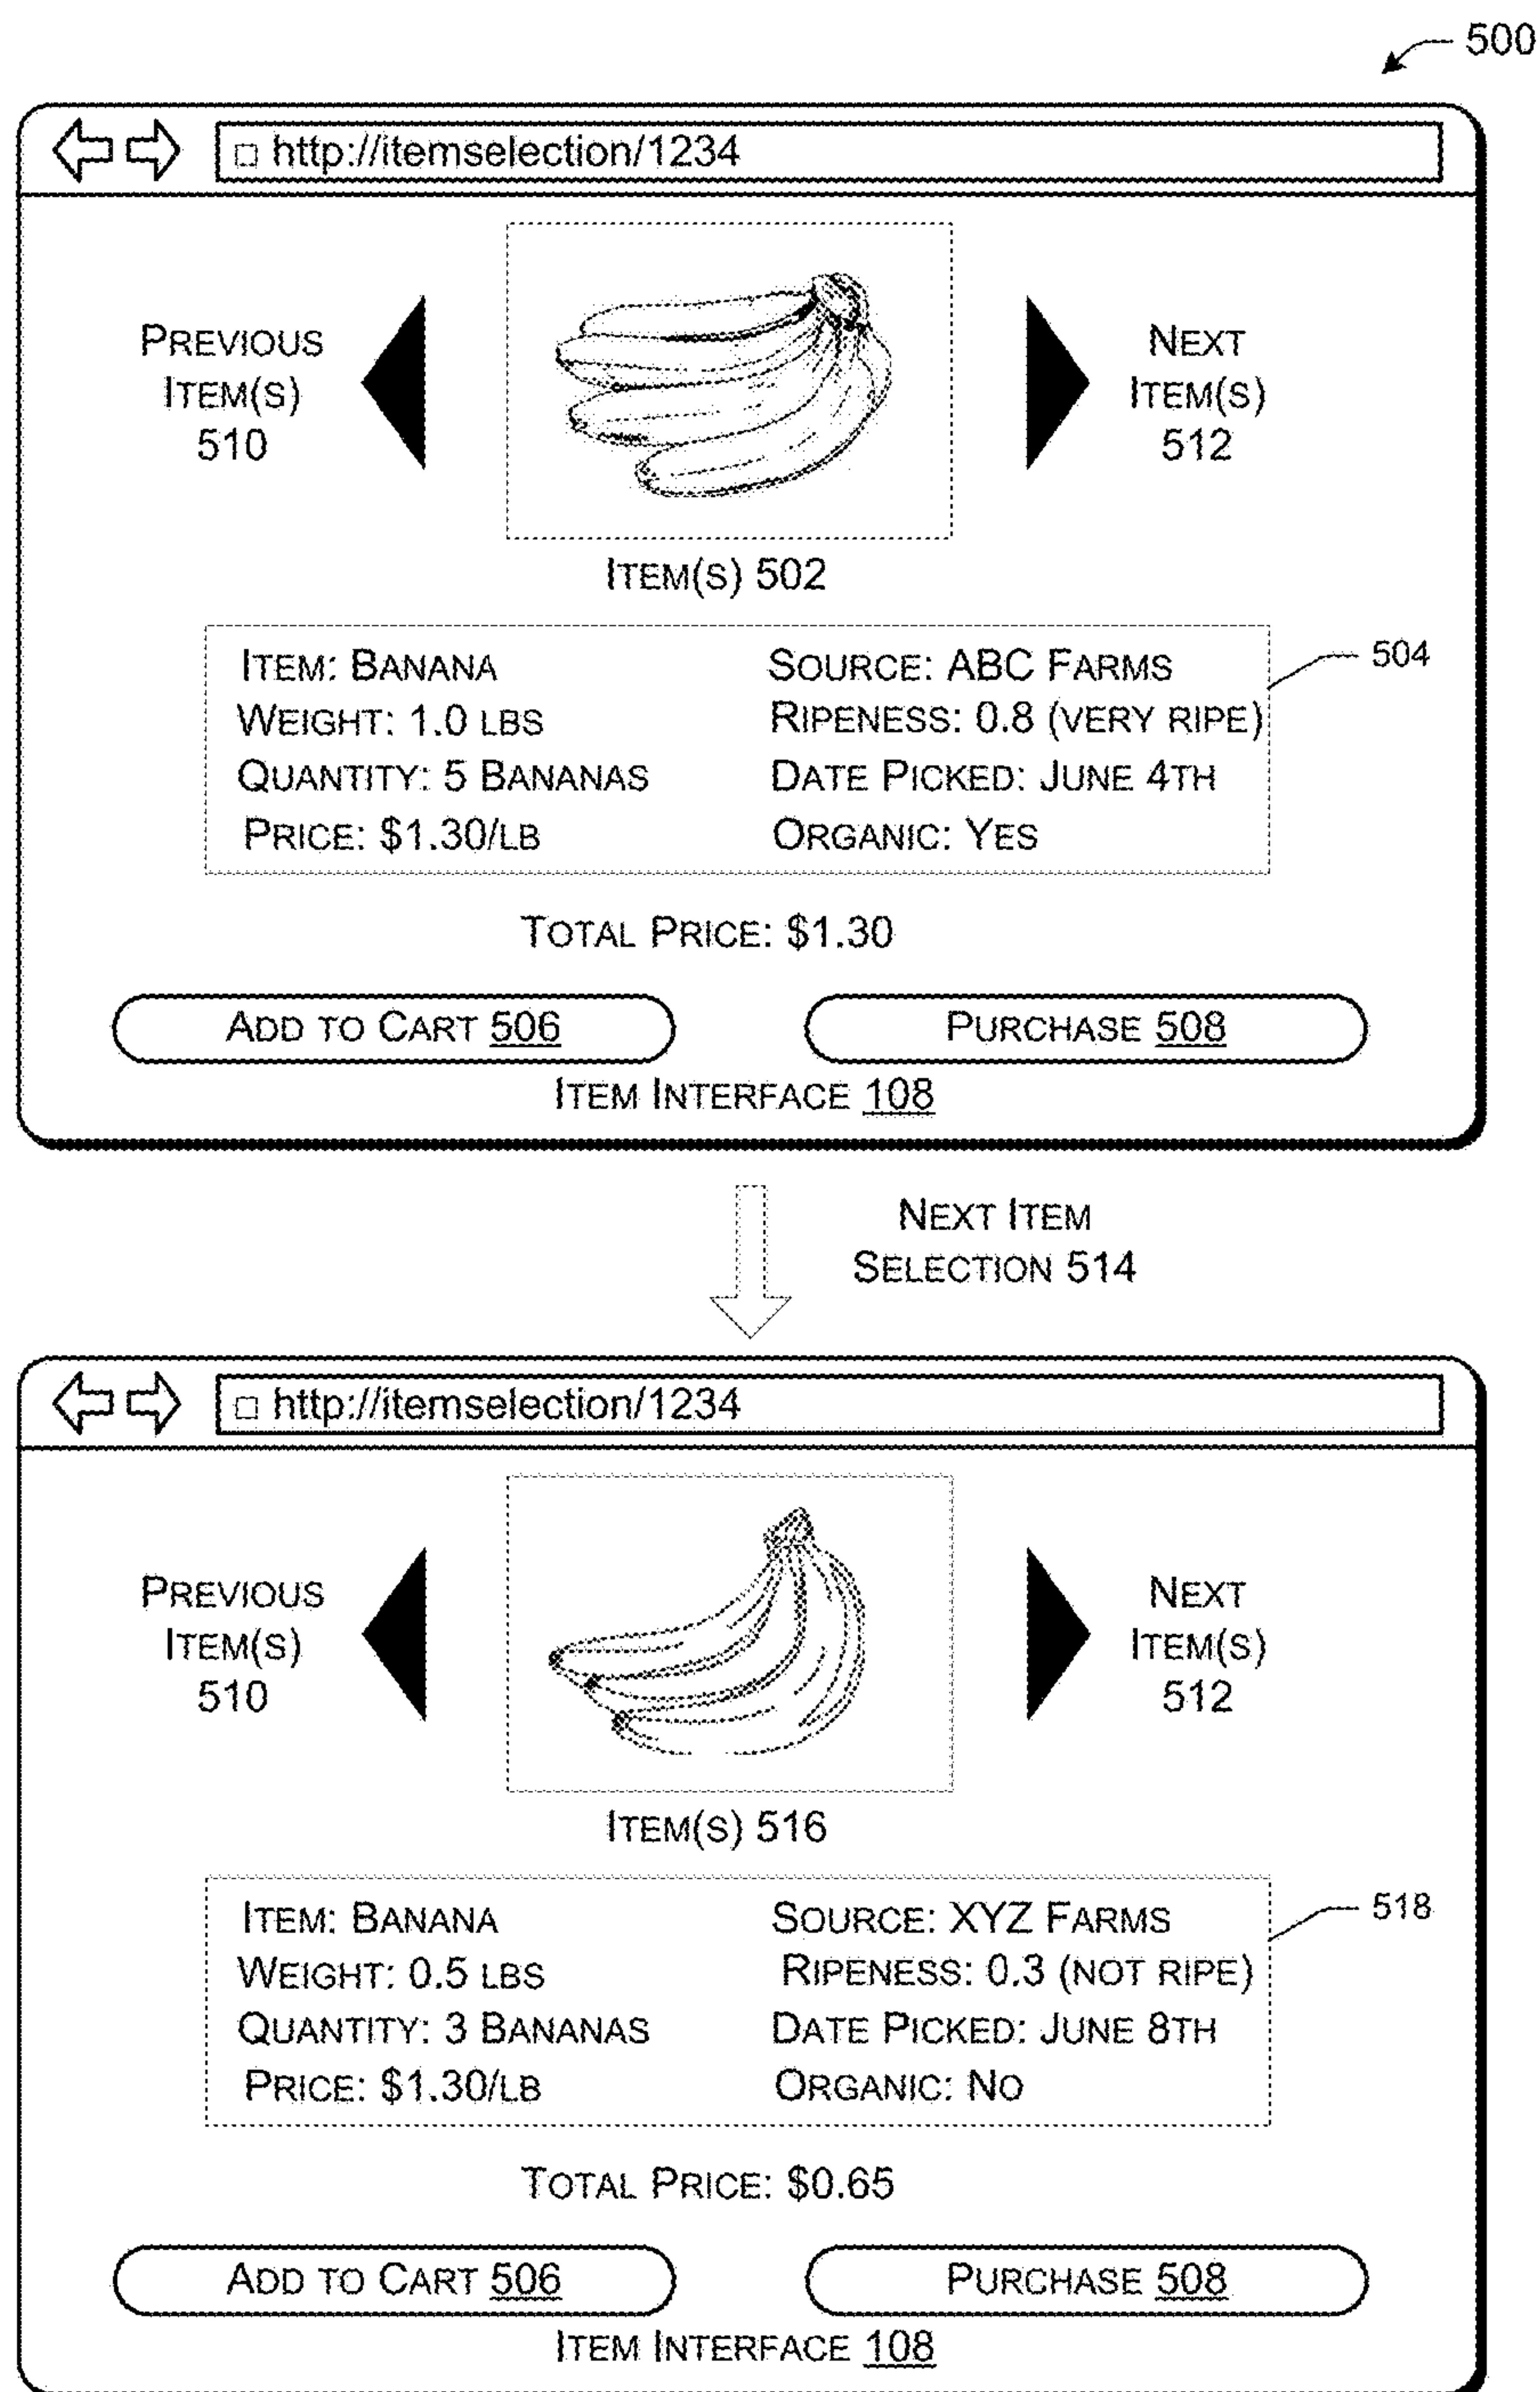 500
http://itemselection/1234
PREVIOUS
ITEM(S)
510
NEXT
ITEM(S)
512
ITEM(S) 502
ITEM: BANANA
WEIGHT: 1.0 LBS
QUANTITY: 5 BANANAS
PRICE: $1.30/LB
SOURCE: ABC FARMS
RIPENESS: 0.8 (VERY RIPE)
DATE PICKED: JUNE 4TH
ORGANIC: YES
504
TOTAL PRICE: $1.30
ADD TO CART 506
PURCHASE 508
ITEM INTERFACE 108
NEXT ITEM
SELECTION 514
http://itemselection/1234
PREVIOUS
ITEM(S)
510
NEXT
ITEM(S)
512
ITEM(S) 516
ITEM: BANANA
WEIGHT: 0.5 LBS
QUANTITY: 3 BANANAS
PRICE: $1.30/LB
SOURCE: XYZ FARMS
RIPENESS: 0.3 (NOT RIPE)
DATE PICKED: JUNE 8TH
ORGANIC: NO
518
TOTAL PRICE: $0.65
ADD TO CART 506
PURCHASE 508
ITEM INTERFACE 108